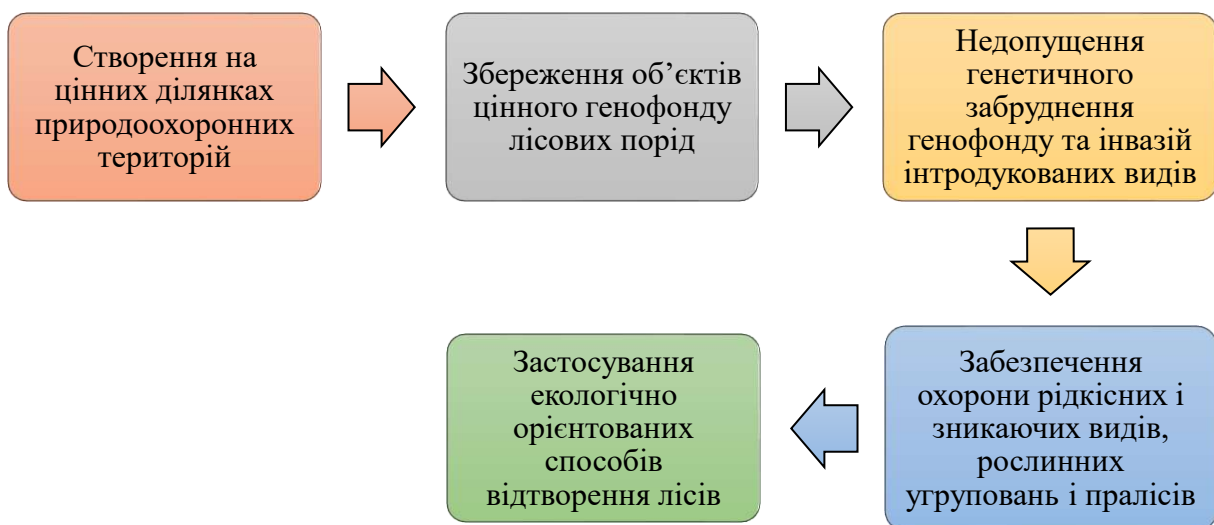 Створення на
цінних ділянках
природоохоронних
територій
Збереження об’єктів
цінного генофонду
лісових порід
Недопущення
генетичного
забруднення
генофонду та інвазій
інтродукованих видів
Забезпечення
охорони рідкісних і
зникаючих видів,
рослинних
угруповань і пралісів
Застосування
екологічно
орієнтованих
способів
відтворення лісів